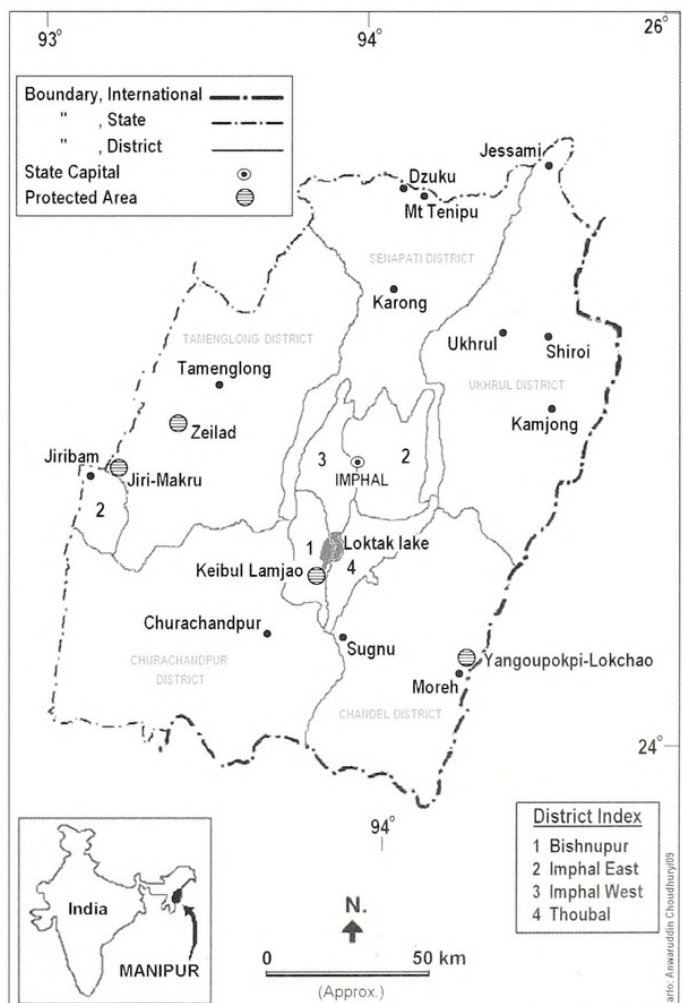 93°
94°
26°
Boundary, International
" , State
" , District
State Capital
Protected Area
Jessami
Dzuku
Mt Tenipu
SENAPATI DISTRICT
Karong
TAMENGLONG DISTRICT
Ukhrul
Shiroi
Tamenglong
UKHRUL DISTRICT
Kamjong
Zeilad
3
2
Jiribam
Jiri-Makru
IMPHAL
2
1
Loktak lake
4
Keibul Lamjao
Churachandpur
Sugnu
Yangoupokpi-Lokchao
CHURACHANDPUR
DISTRICT
Moreh
CHANDEL DISTRICT
24°
94°
District Index
1 Bishnupur
2 Imphal East
3 Imphal West
4 Thoubal
India
MANIPUR
N.
0
50 km
(Approx.)
arto: Anwaruddin Choudhury/09